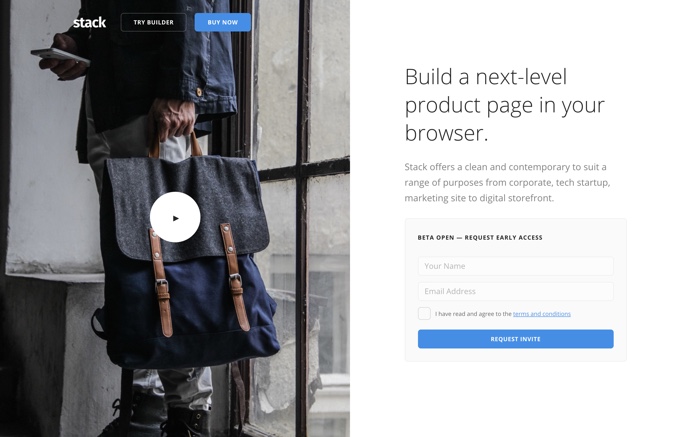 stack
TRY BUILDER
BUY NOW
Build a next-level
product page in your
browser.
Stack offers a clean and contemporary to suit a
range of purposes from corporate, tech startup,
marketing site to digital storefront.
BETA OPEN — REQUEST EARLY ACCESS
Your Name
Email Address
I have read and agree to the terms and conditions
REQUEST INVITE